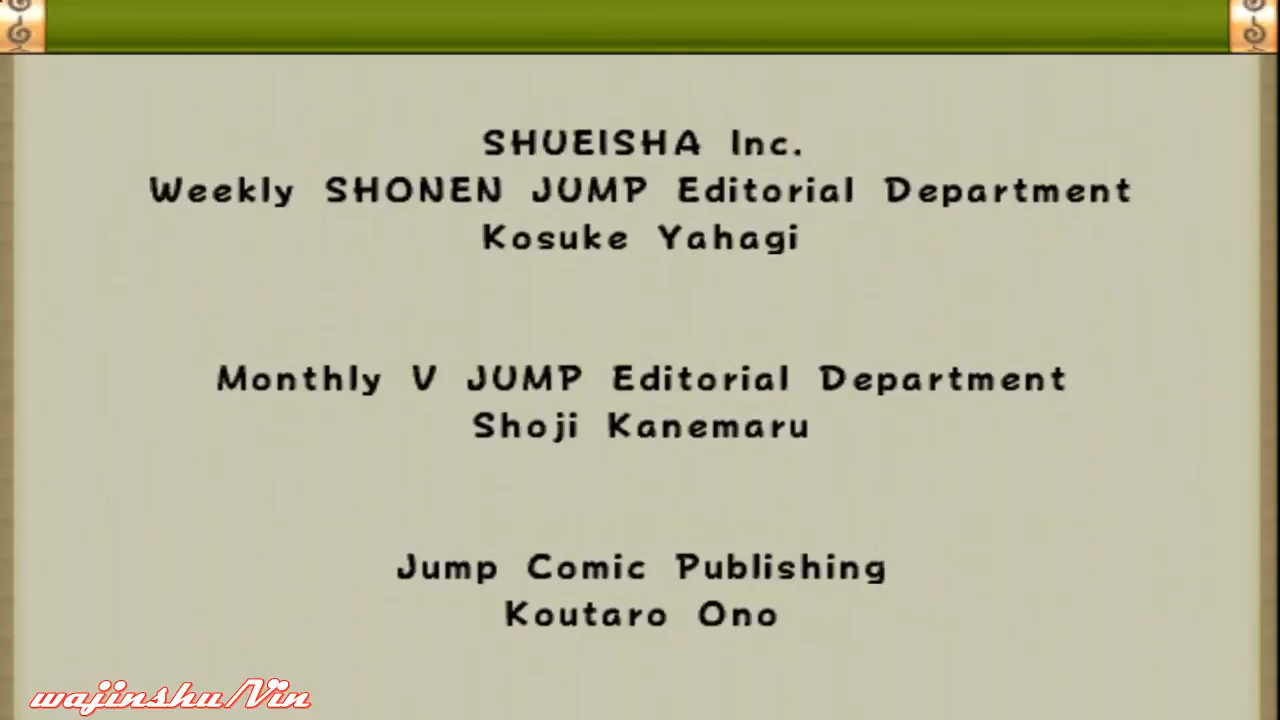 SHUEISHA Inc.
Weekly SHONEN JUMP Editorial Department
Kosuke Yahagi
Monthly V JUMP Editorial Department
Shoji Kanemaru
Jump Comic Publishing
Koutaro Ono
wajinshu/Vin